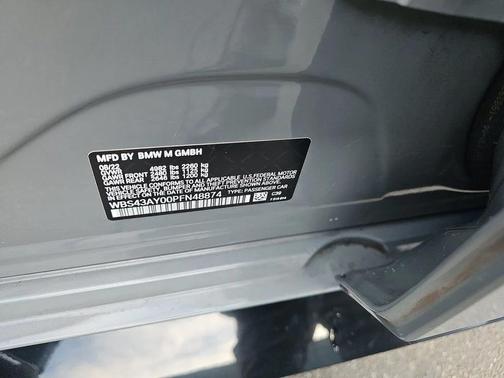 MFD BY BMW M GMBH
08/22
GVWR 4982 lbs 2260 kg
GAWR FRONT 2480 lbs 1125 kg
GAWR REAR 2646 lbs 1200 kg
THIS VEHICLE CONFORMS TO ALL APPLICABLE U.S. FEDERAL MOTOR
VEHICLE SAFETY, BUMPER, AND THEFT PREVENTION STANDARDS
IN EFFECT ON THE DATE OF MANUFACTURE SHOWN ABOVE.
WBS43AY00PFN48874 TYPE: PASSENGER CAR
C39